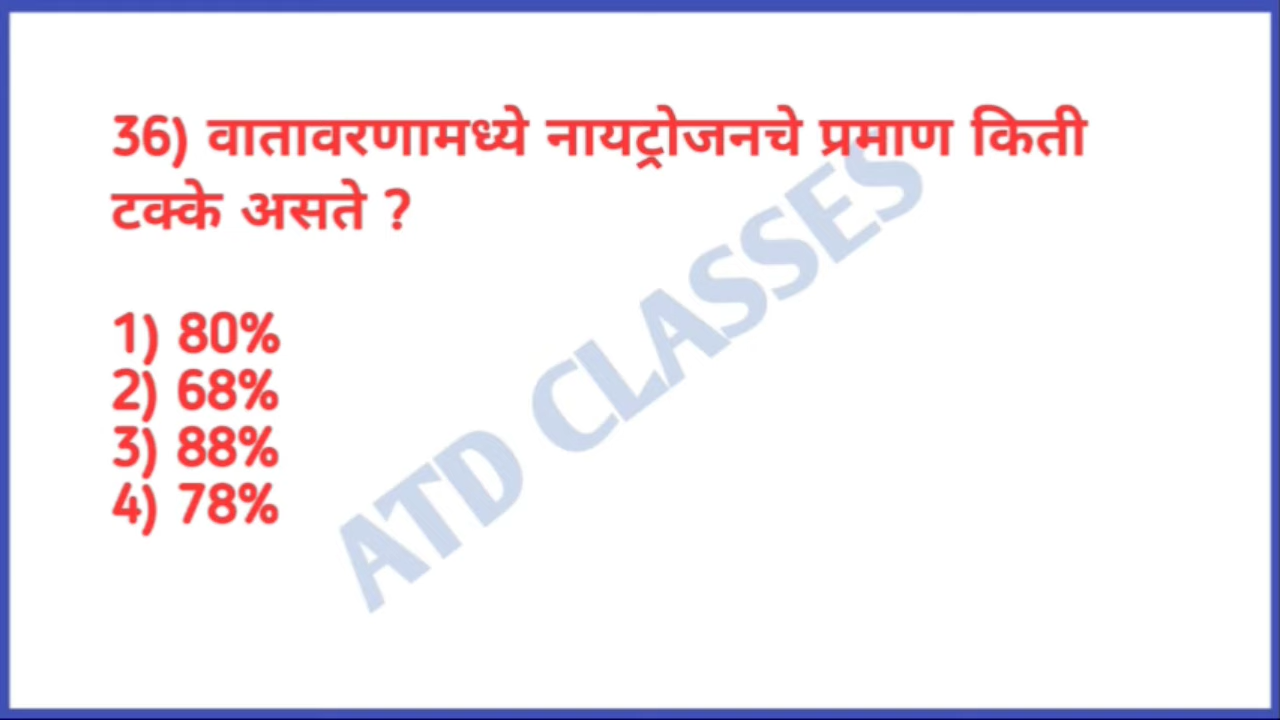 36) वातावरणामध्ये नायट्रोजनचे प्रमाण किती
टक्के असते ?
1) 80%
2) 68%
3) 88%
4) 78%
ATD CLASSES